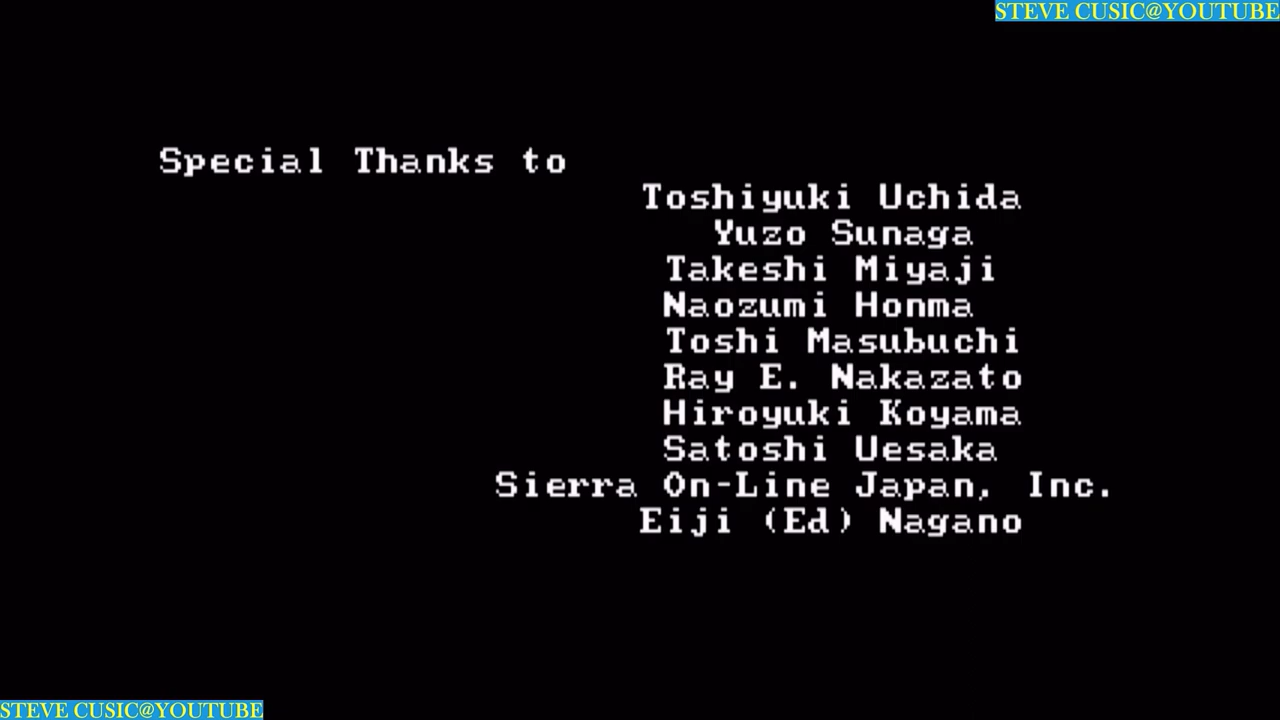 STEVE CUSIC@YOUTUBE
Special Thanks to
Toshiyuki Uchida
Yuzo Sunaga
Takeshi Miyaji
Naozumi Honma
Toshi Masubuchi
Ray E. Nakazato
Hiroyuki Koyama
Satoshi Uesaka
Sierra On-Line Japan, Inc.
Eiji (Ed) Nagano
STEVE CUSIC@YOUTUBE